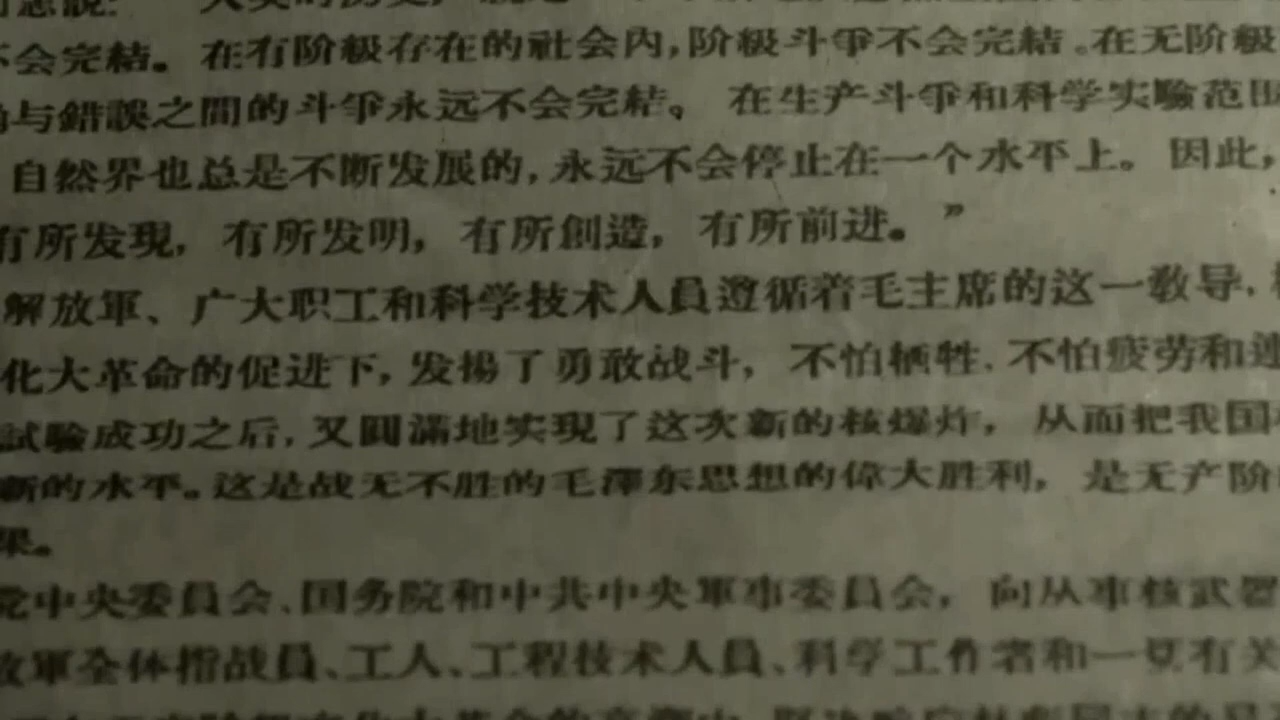 不会完結。在有阶級存在的社会內,阶級斗爭不会完結。在无阶級
与錯誤之間的斗爭永远不会完結。在生产斗爭和科学实驗范
自然界也总是不断发展的,永远不会停止在一个水平上。因此,
有所发現,有所发明,有所創造,有所前进。”
解放軍、广大职工和科学技术人員遵循着毛主席的这一教导,
化大革命的促进下,发揚了勇敢战斗,不怕牺牲,不怕疲劳和
試驗成功之后,又圓滿地实現了这次新的核爆炸,从而把我国
新的水平。这是战无不胜的毛澤东思想的偉大胜利,是无产阶
果。
党中央委員会、国务院和中共中央軍事委員会,向从事核武器
放軍全体指战員、工人、工程技术人員、科学工作者和一切有关